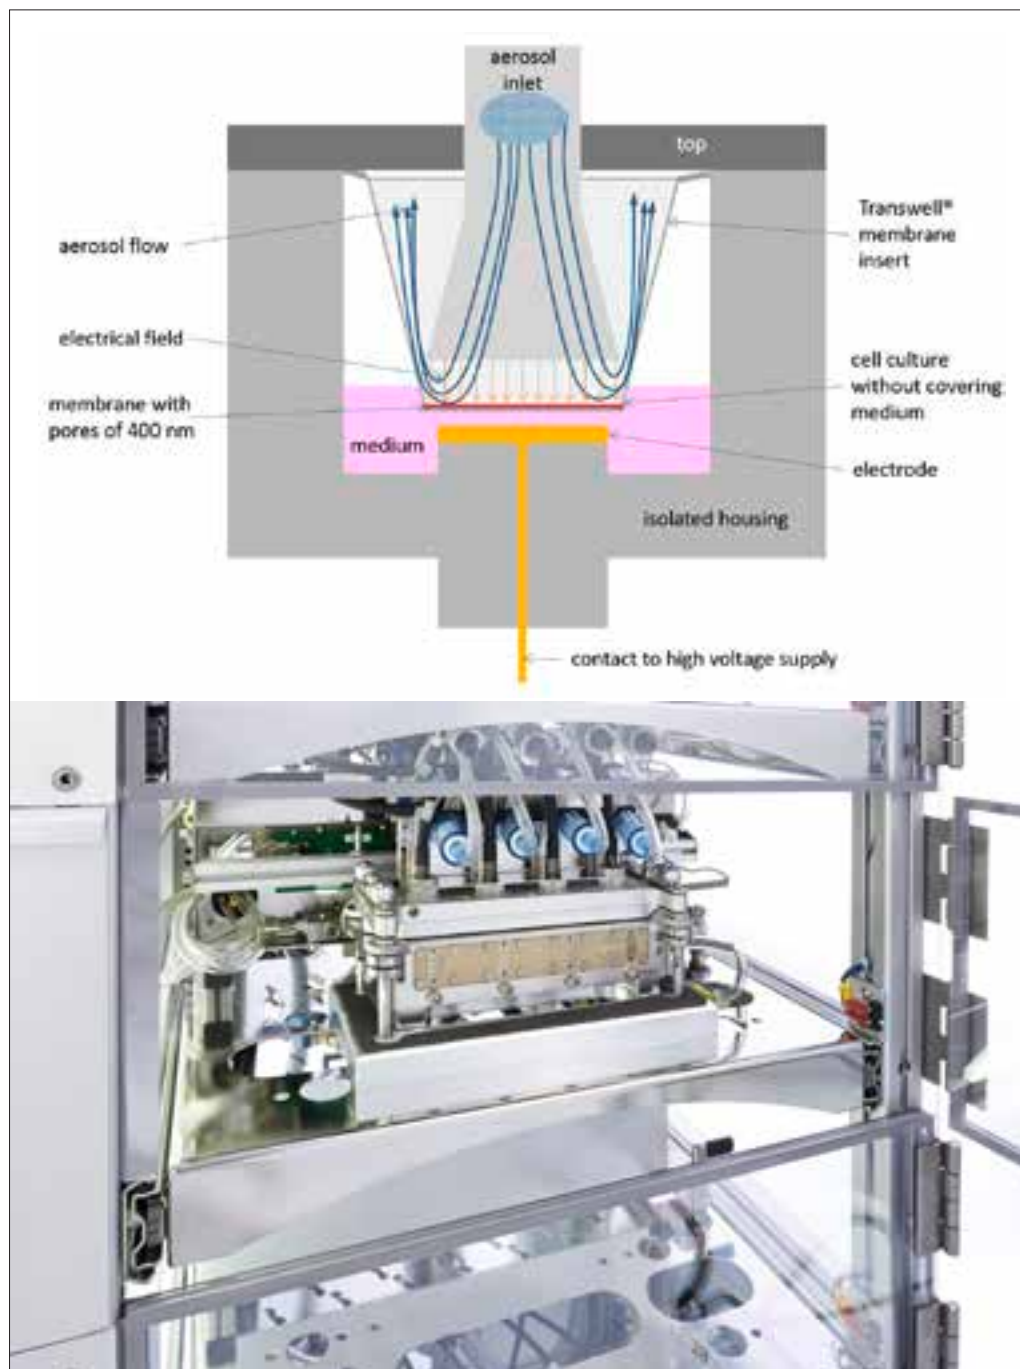 aerosol
inlet
top
aerosol flow
Transwell®
membrane
insert
electrical field
cell culture
without covering
medium
membrane with
pores of 400 nm
medium
electrode
isolated housing
contact to high voltage supply